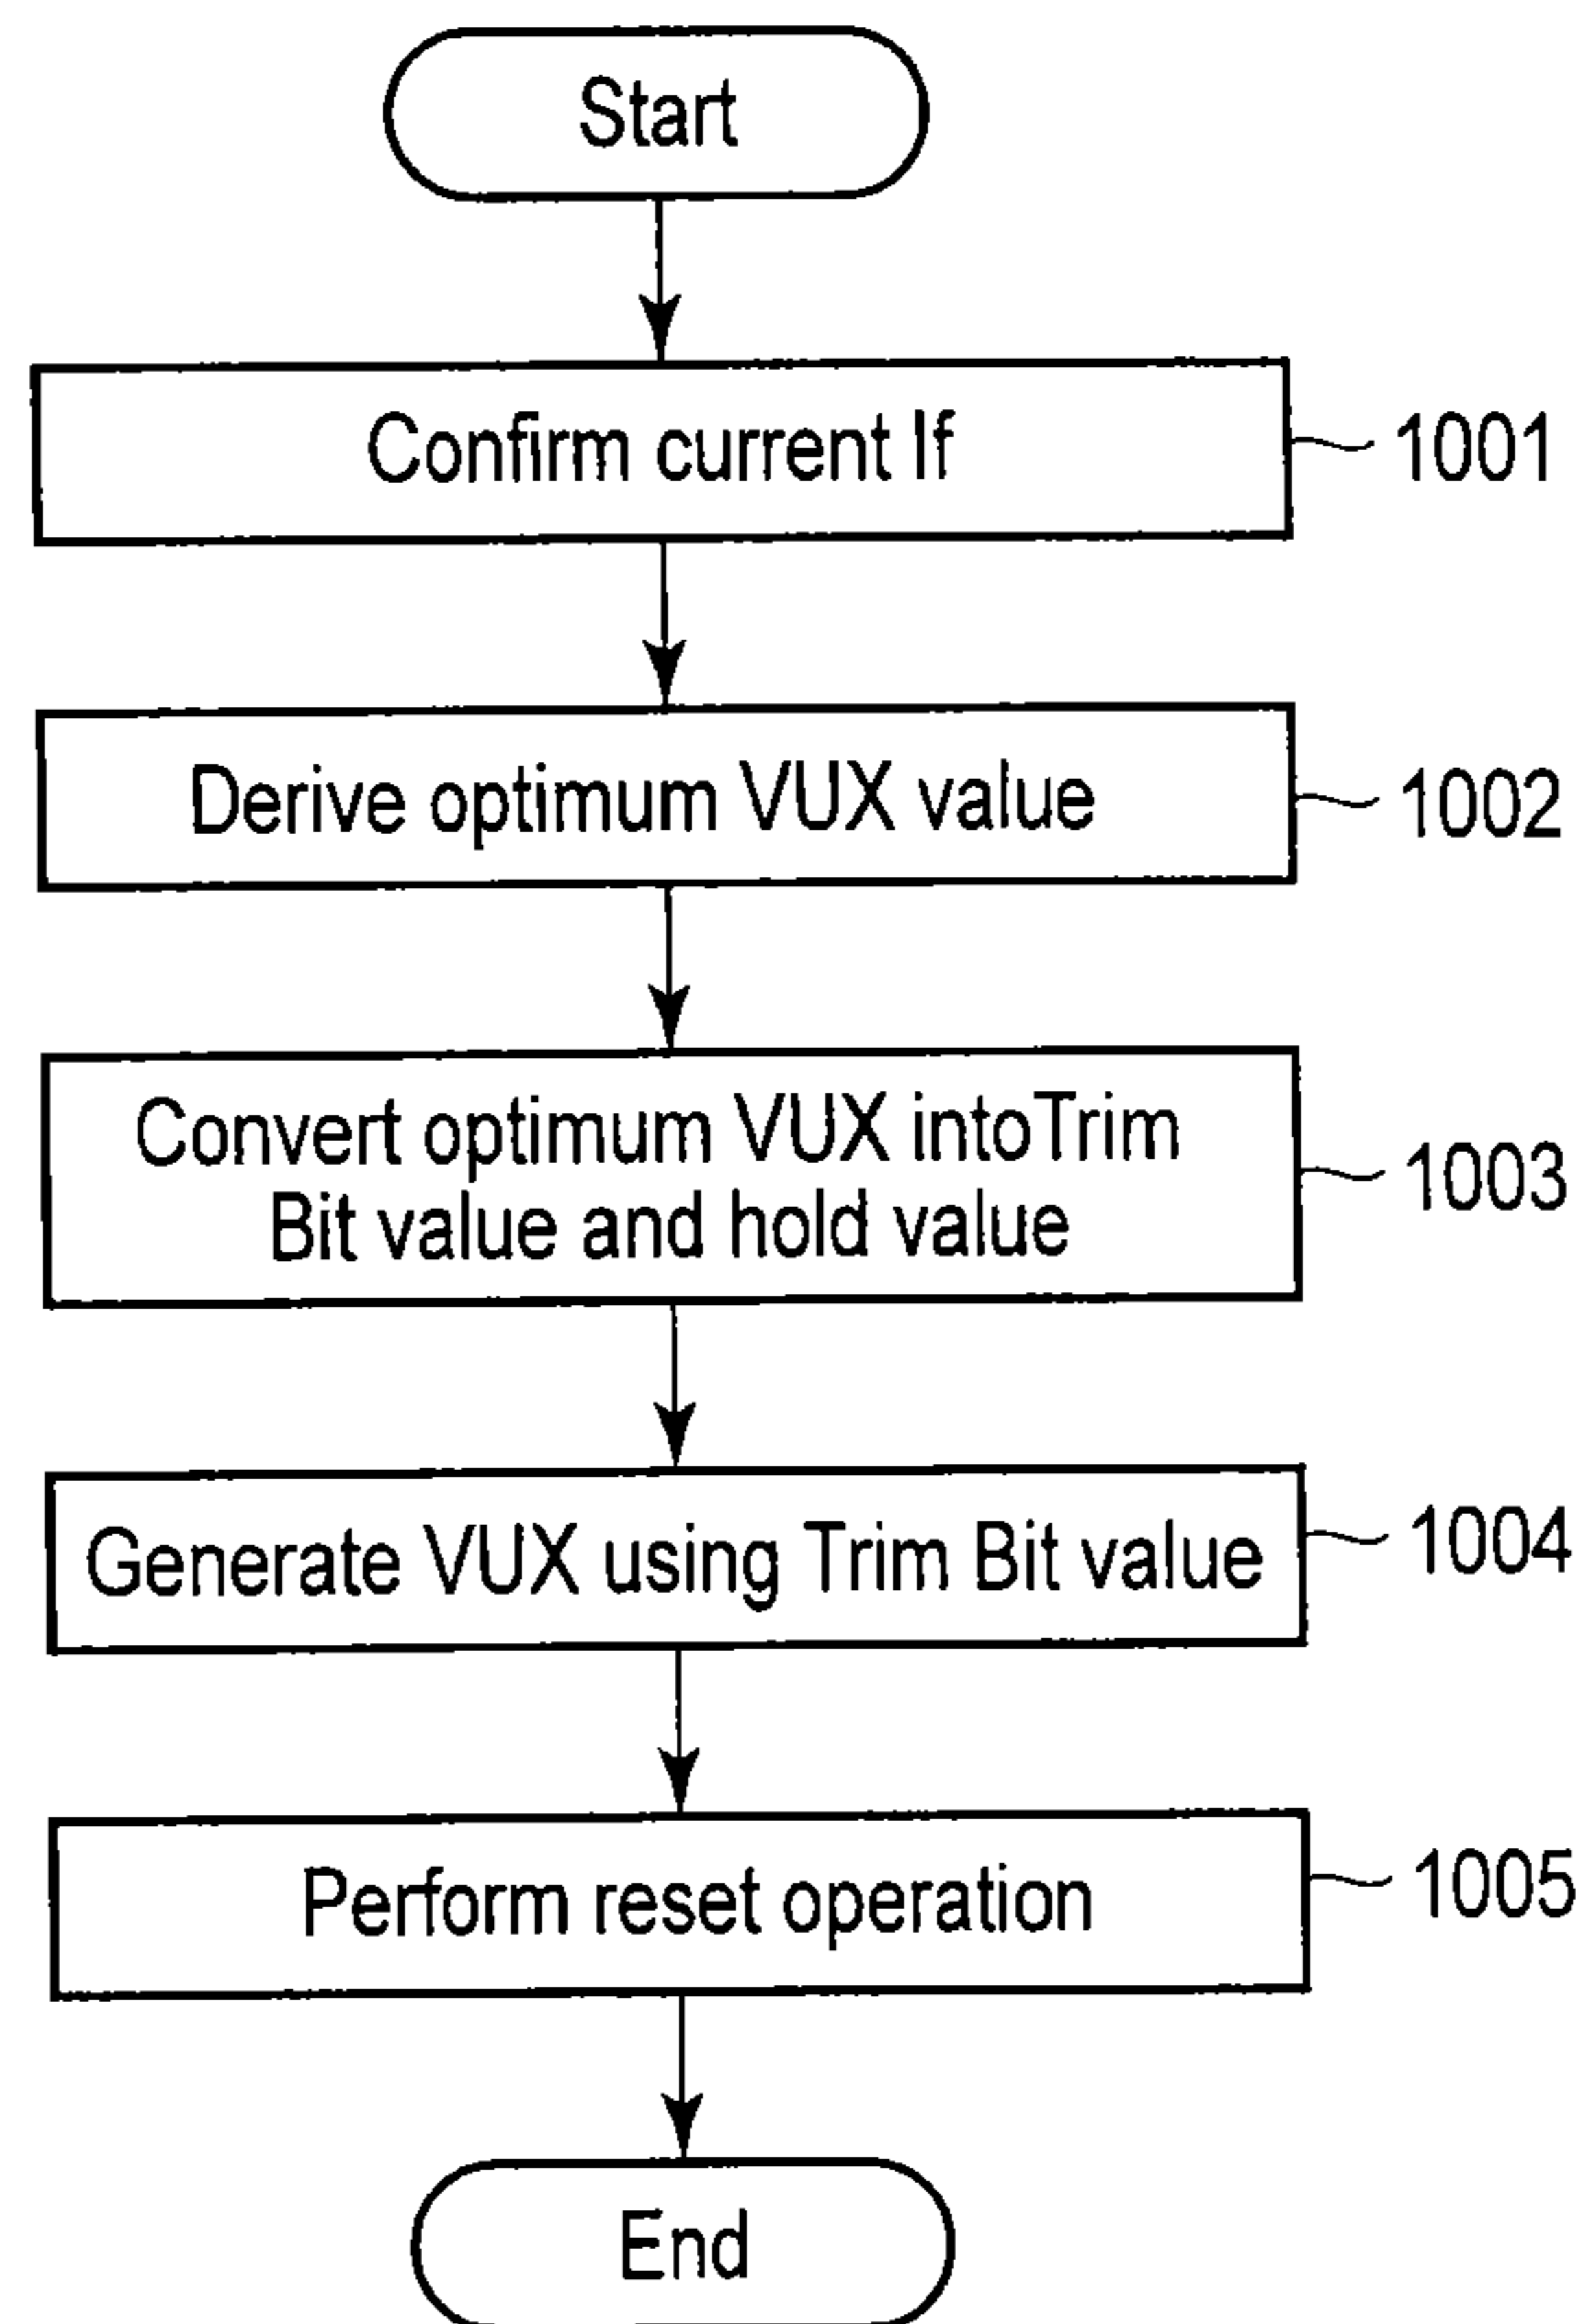 Start
Confirm current If
1001
Derive optimum VUX value
1002
Convert optimum VUX intoTrim
Bit value and hold value
1003
Generate VUX using Trim Bit value
1004
Perform reset operation
1005
End